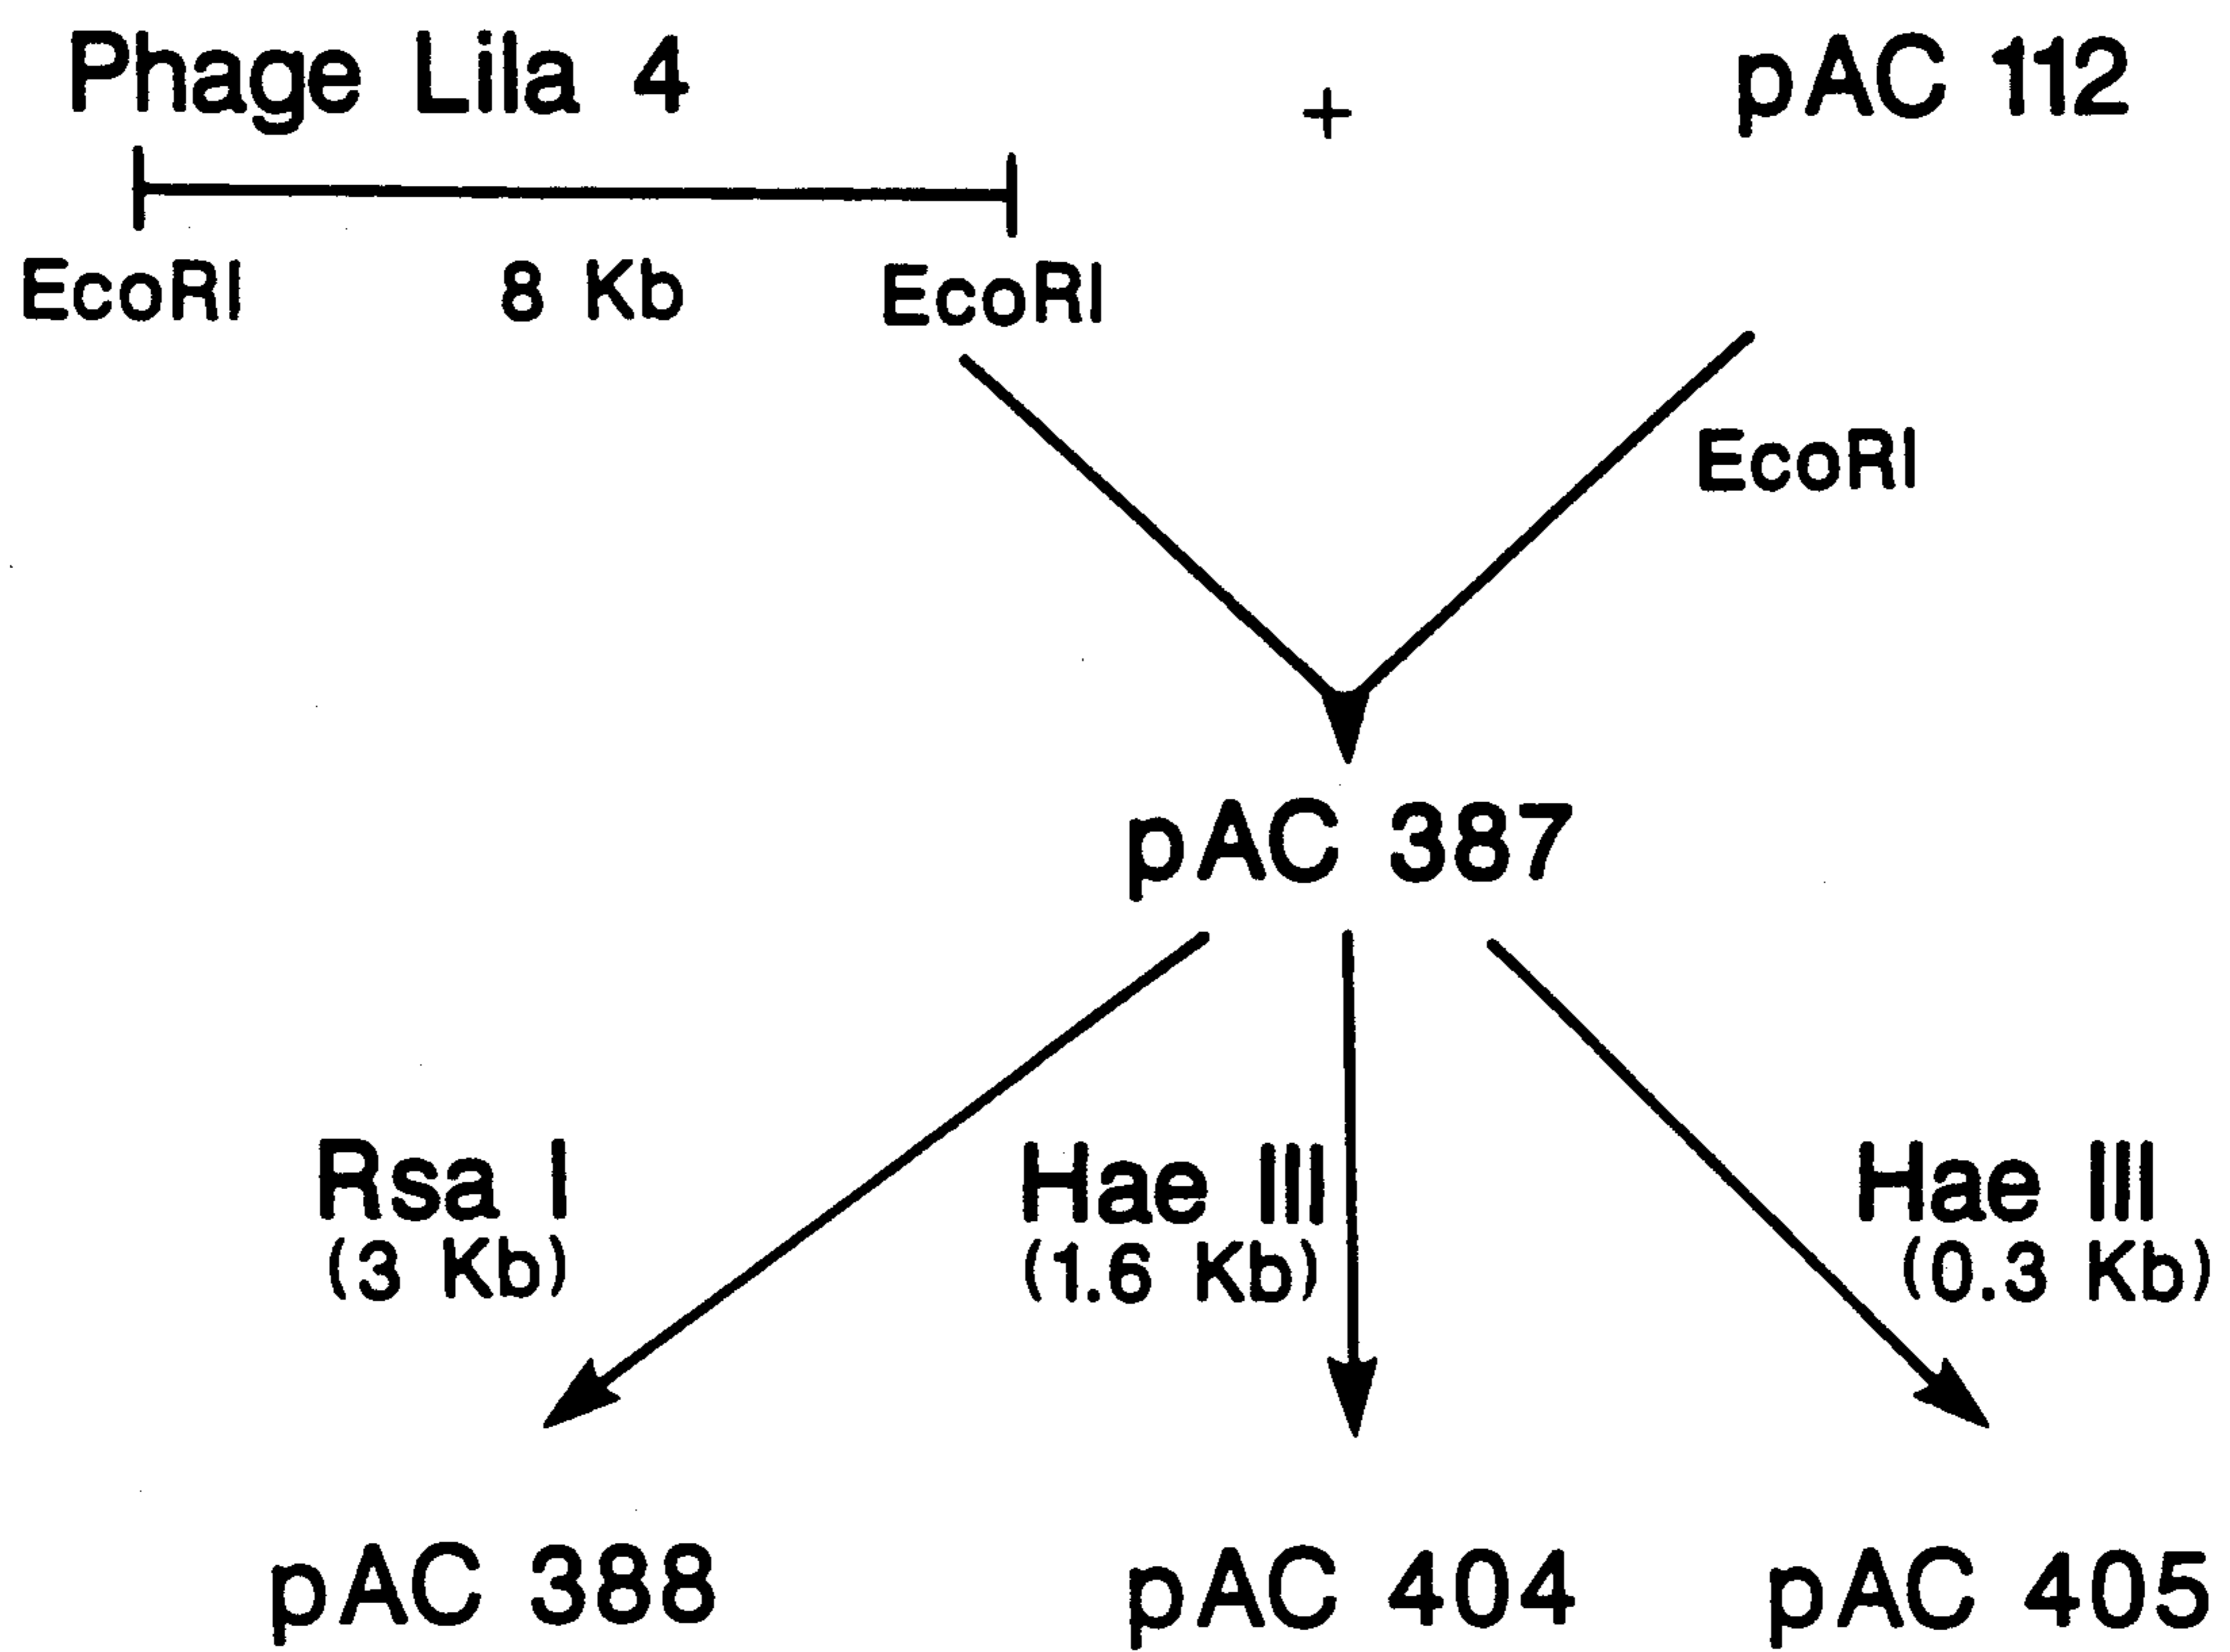 Phage Lila 4 + pAC 112
EcoRI 8 Kb EcoRI
EcoRI
pAC 387
Rsa I Hae III Hae III
(3 Kb) (1.6 Kb) (0.3 Kb)
pAC 388 pAC 404 pAC 405